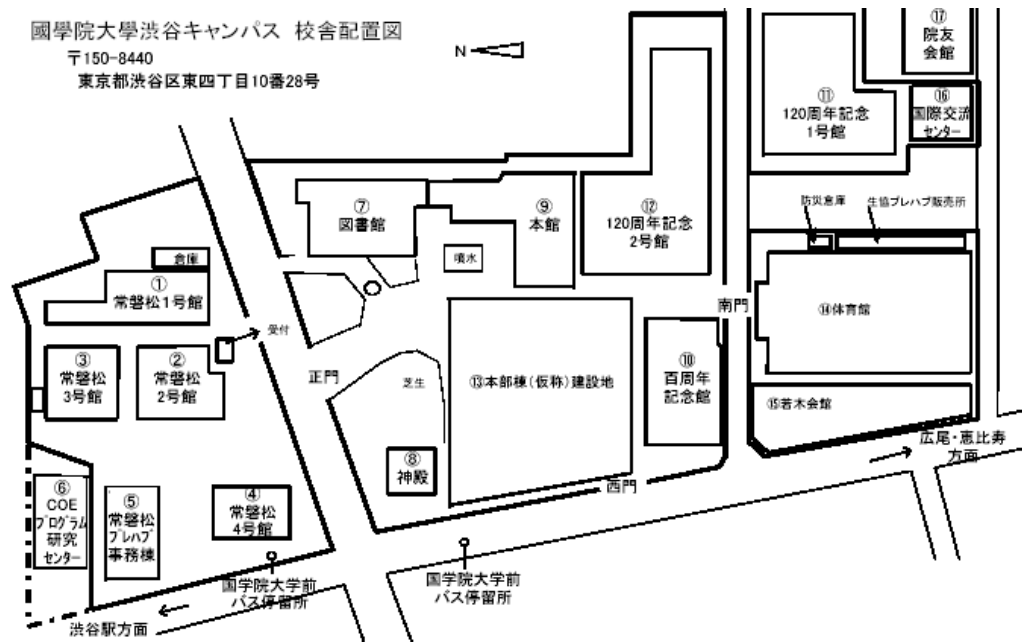 國學院大學渋谷キャンパス 校舎配置図
〒150-8440
東京都渋谷区東四丁目10番28号
N
⑰
院友
会館
⑯
国際交流
センター
⑪
120周年記念
1号館
⑦
図書館
⑨
本館
⑫
120周年記念
2号館
防災倉庫
生協プレハブ販売所
噴水
倉庫
①
常磐松1号館
受付
南門
⑭体育館
③
常磐松
3号館
②
常磐松
2号館
正門
芝生
⑬本部棟(仮称)建設地
⑩
百周年
記念館
⑮若木会館
広尾・恵比寿
方面
⑧
神殿
西門
⑥
COE
プログラム
研究
センター
⑤
常磐松
プレハブ
事務棟
④
常磐松
4号館
国学院大学前
バス停留所
国学院大学前
バス停留所
渋谷駅方面